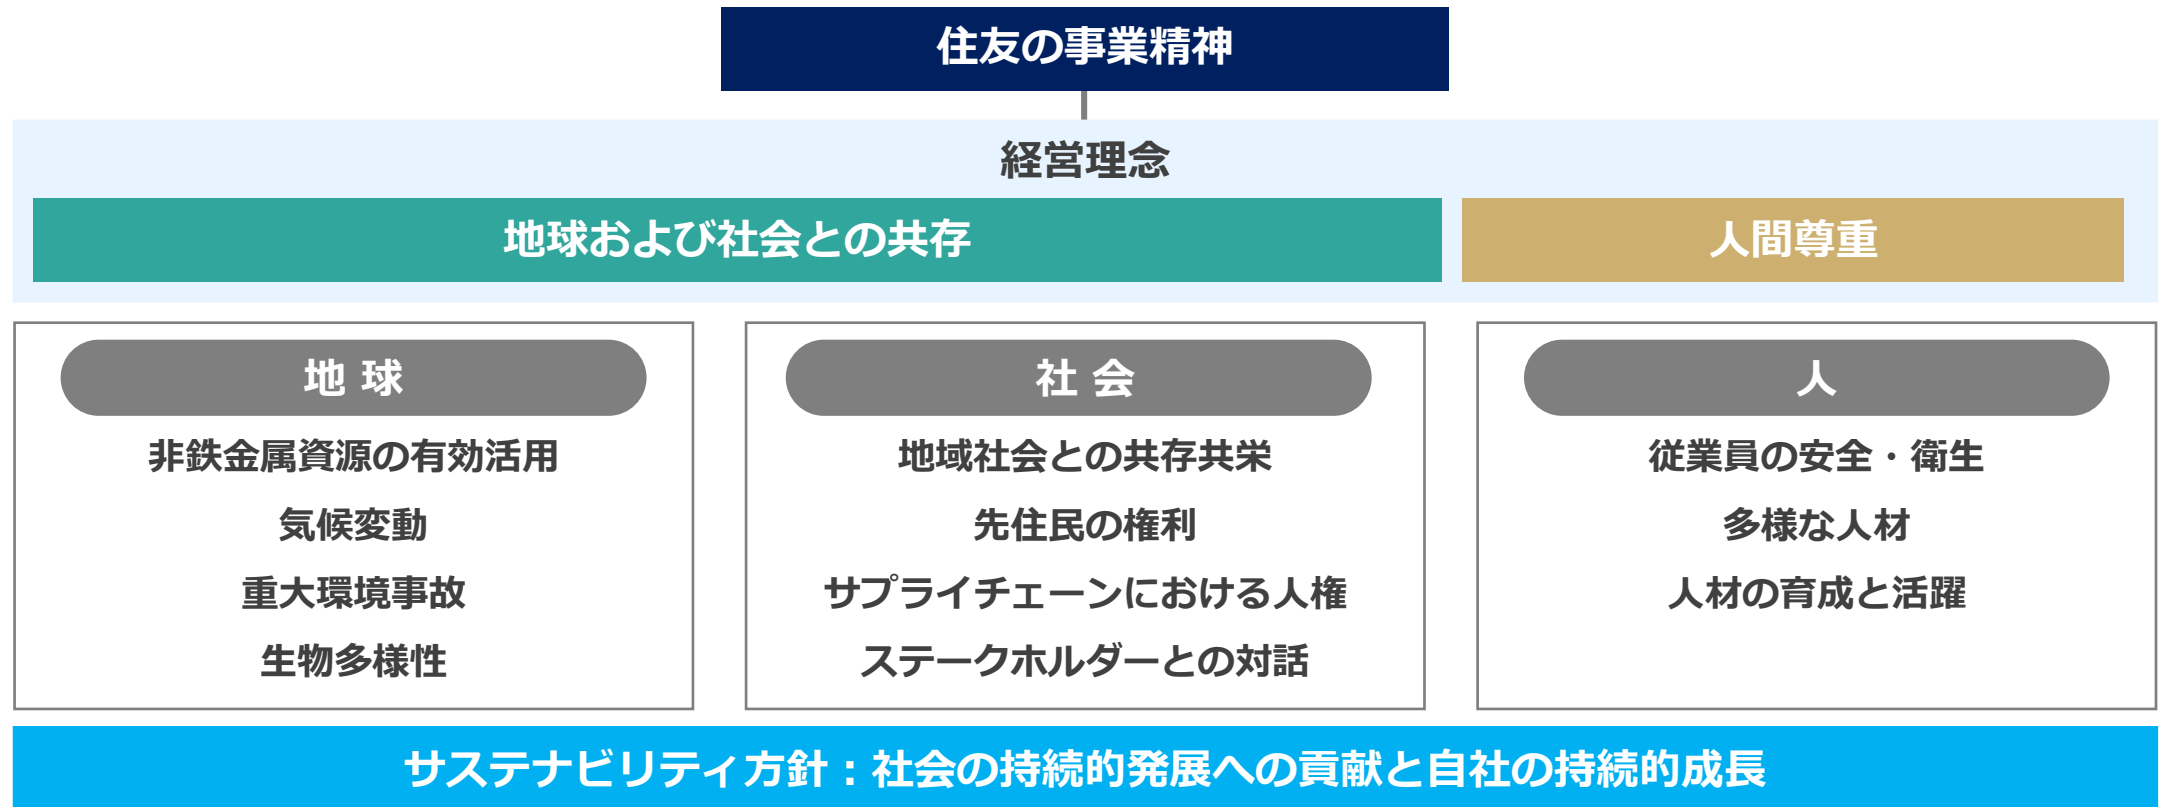 住友の事業精神
経営理念
地球および社会との共存
人間尊重
地 球
非鉄金属資源の有効活用
気候変動
重大環境事故
生物多様性
社 会
地域社会との共存共栄
先住民の権利
サプライチェーンにおける人権
ステークホルダーとの対話
人
従業員の安全・衛生
多様な人材
人材の育成と活躍
サステナビリティ方針：社会の持続的発展への貢献と自社の持続的成長